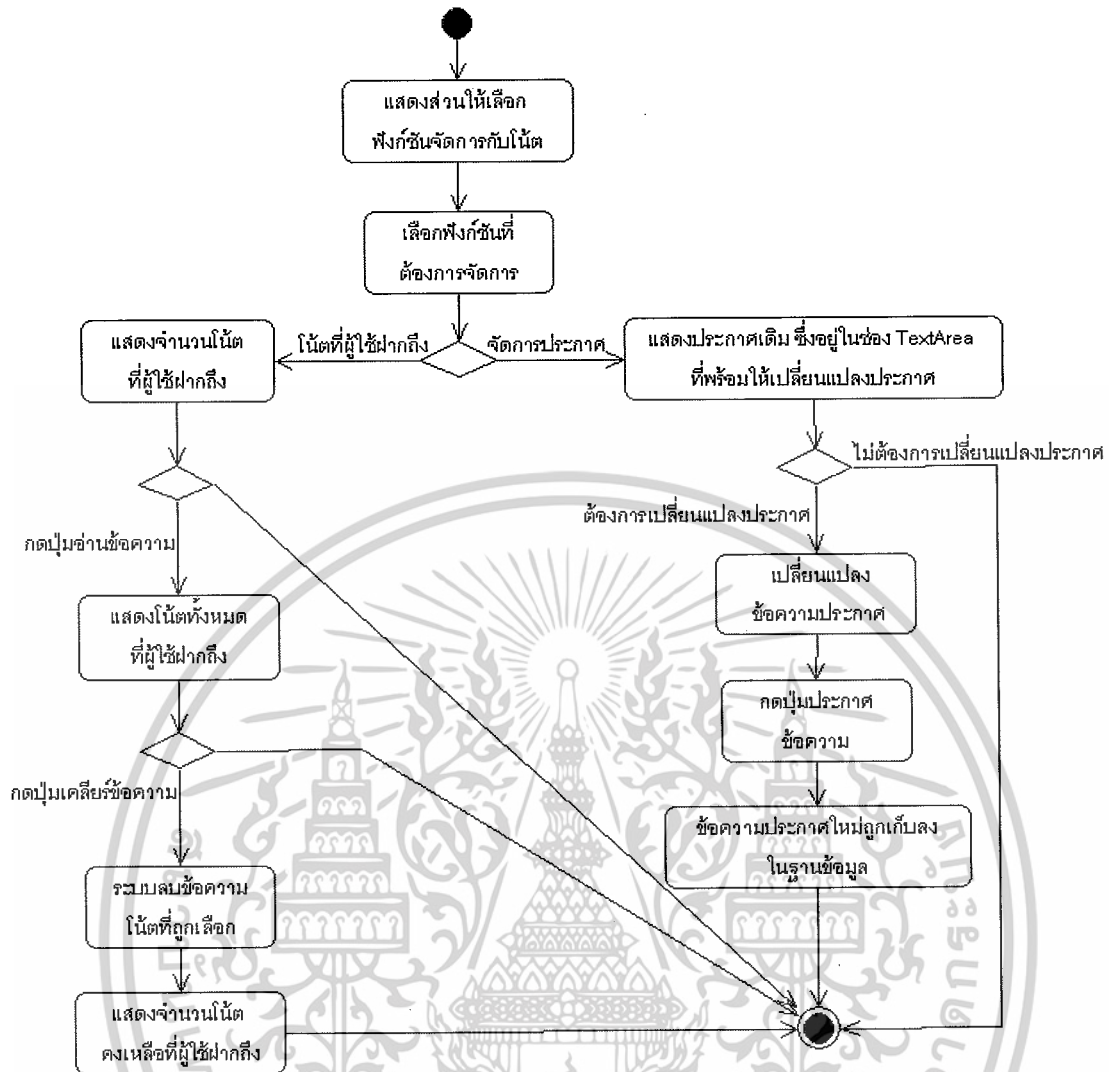 แสดงส่วนให้เลือก
ฟังก์ชันจัดการกับโน้ต
เลือกฟังก์ชันที่
ต้องการจัดการ
โน้ตที่ผู้ใช้ฝากถึง
จัดการประกาศ
แสดงจำนวนโน้ต
ที่ผู้ใช้ฝากถึง
แสดงประกาศเดิม ซึ่งอยู่ในช่อง TextArea
ที่พร้อมให้เปลี่ยนแปลงประกาศ
ไม่ต้องการเปลี่ยนแปลงประกาศ
ต้องการเปลี่ยนแปลงประกาศ
กดปุ่มอ่านข้อความ
เปลี่ยนแปลง
ข้อความประกาศ
แสดงโน้ตทั้งหมด
ที่ผู้ใช้ฝากถึง
กดปุ่มประกาศ
ข้อความ
กดปุ่มเคลียร์ข้อความ
ข้อความประกาศใหม่ถูกเก็บลง
ในฐานข้อมูล
ระบบลบข้อความ
โน้ตที่ถูกเลือก
แสดงจำนวนโน้ต
คงเหลือที่ผู้ใช้ฝากถึง